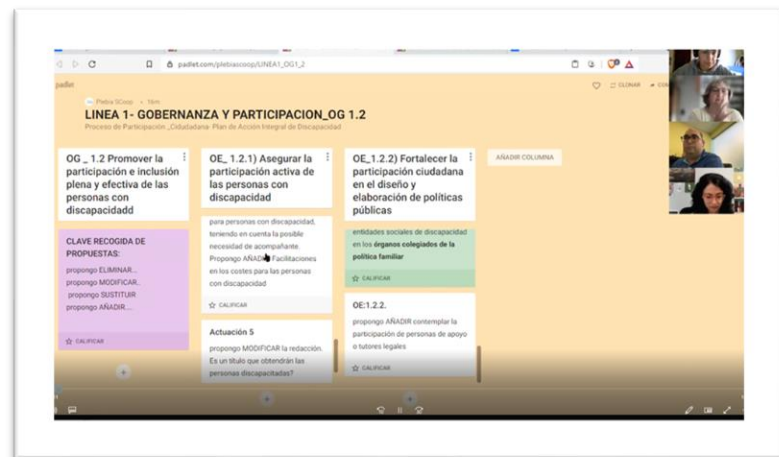 padlet.com/plebiascoop/LINEA1_OG1_2
padlet
CLONAR
LINEA 1- GOBERNANZA Y PARTICIPACION_OG 1.2
Proceso de Participación _Cidudadana- Plan de Acción Integral de Discapacidad
OG _ 1.2 Promover la
participación e inclusión
plena y efectiva de las
personas con
discapacidadd
CLAVE RECOGIDA DE
PROPUESTAS:
propongo ELIMINAR...
propongo MODIFICAR..
propongo SUSTITUIR
propongo AÑADIR....
CALIFICAR
OE_ 1.2.1) Asegurar la
participación activa de
las personas con
discapacidad
para personas con discapacidad,
teniendo en cuenta la posible
necesidad de acompañante.
Propongo AÑADIR Facilitaciones
en los costes para las personas
con discapacidad
CALIFICAR
Actuación 5
propongo MODIFICAR la redacción.
Es un título que obtendrán las
personas discapacitadas?
OE_1.2.2) Fortalecer la
participación ciudadana
en el diseño y
elaboración de políticas
públicas
entidades sociales de discapacidad
en los órganos colegiados de la
política familiar
CALIFICAR
OE:1.2.2.
propongo AÑADIR contemplar la
participación de personas de apoyo
o tutores legales
CALIFICAR
AÑADIR COLUMNA